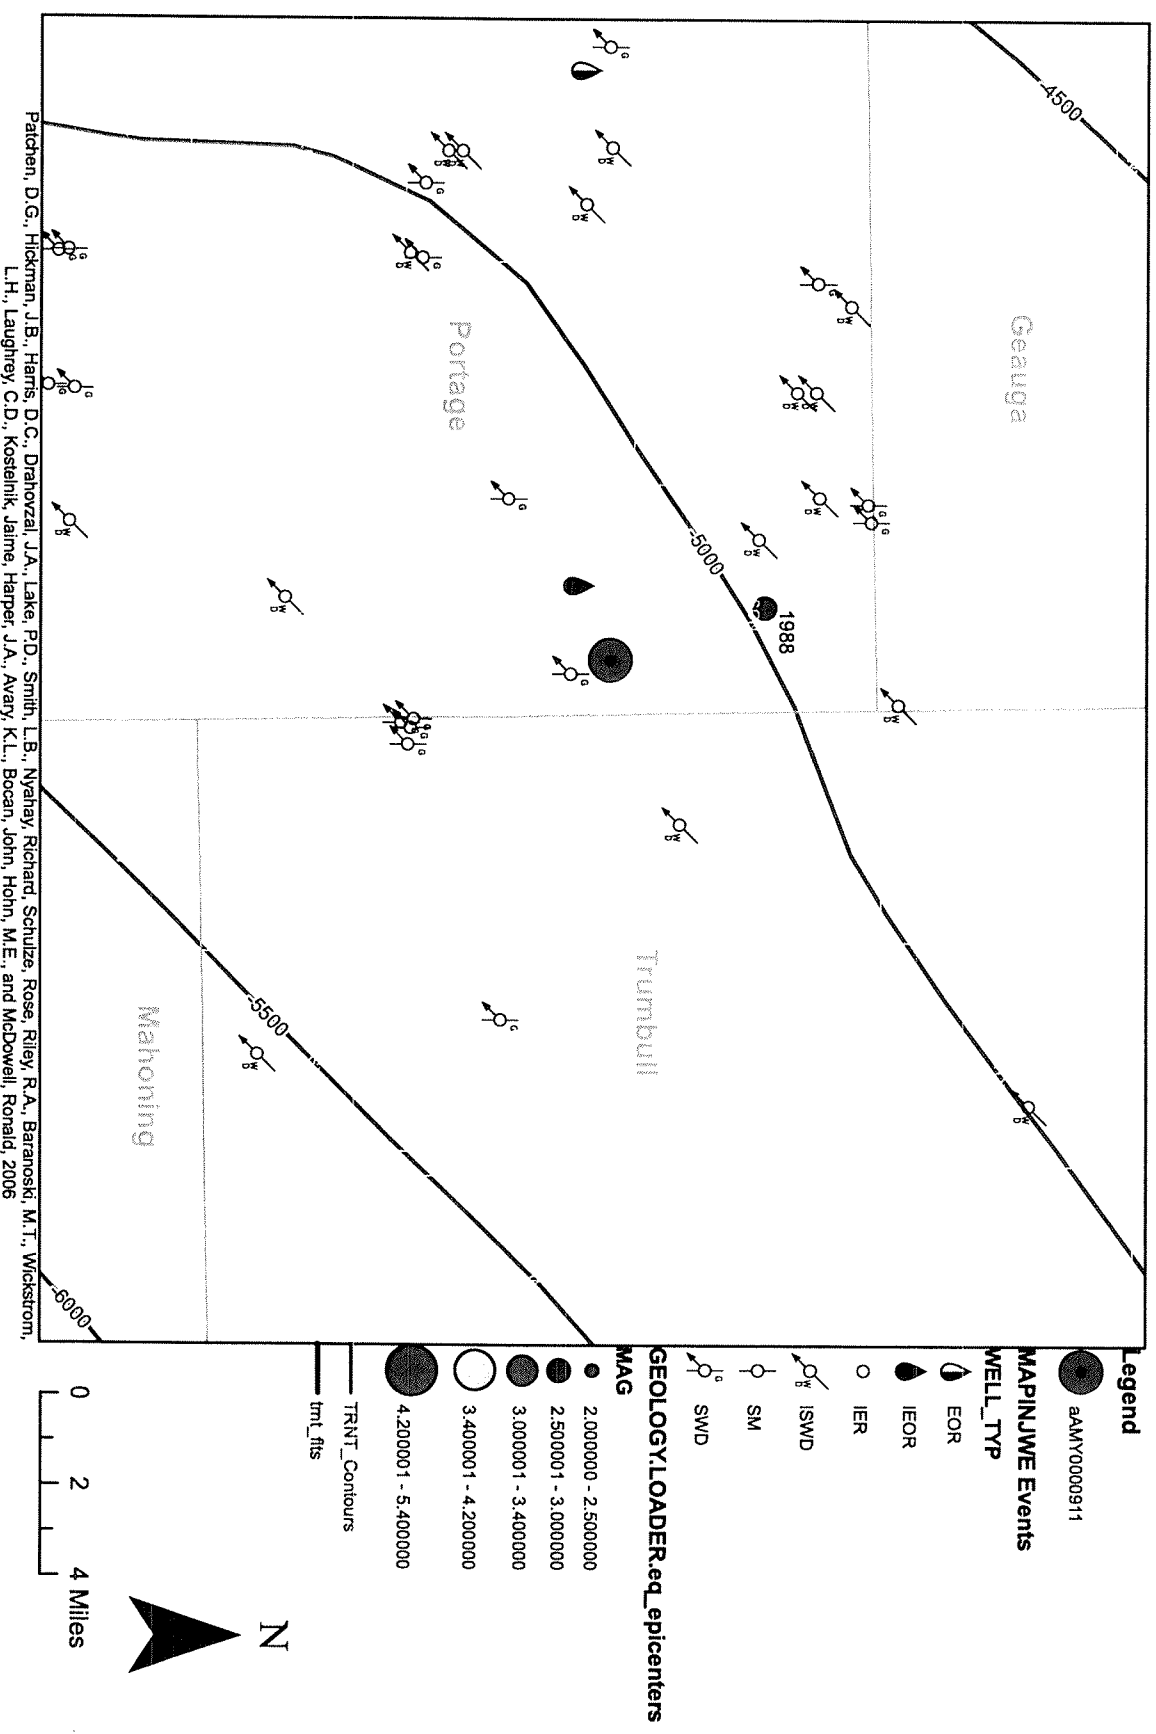 -4500
Geauga
Portage
-5000
1988
Trumbull
-5500
Mahoning
-6000
Patchen, D.G., Hickman, J.B., Harris, D.C., Drahovzal, J.A., Lake, P.D., Smith, L.B., Nyahay, Richard, Schulze, Rose, Riley, R.A., Baranoski, M.T., Wickstrom,
L.H., Laughrey, C.D., Kostelnik, Jaime, Harper, J.A., Avary, K.L., Bocan, John, Hohn, M.E., and McDowell, Ronald, 2006
Legend
aAMY0000911
MAPINJWE Events
WELL_TYP
EOR
IEOR
IER
ISWD
SM
SWD
GEOLOGY.LOADER.eq_epicenters
MAG
2.000000 - 2.500000
2.500001 - 3.000000
3.000001 - 3.400000
3.400001 - 4.200000
4.200001 - 5.400000
TRNT_Contours
trnt_flts
0 2 4 Miles
N